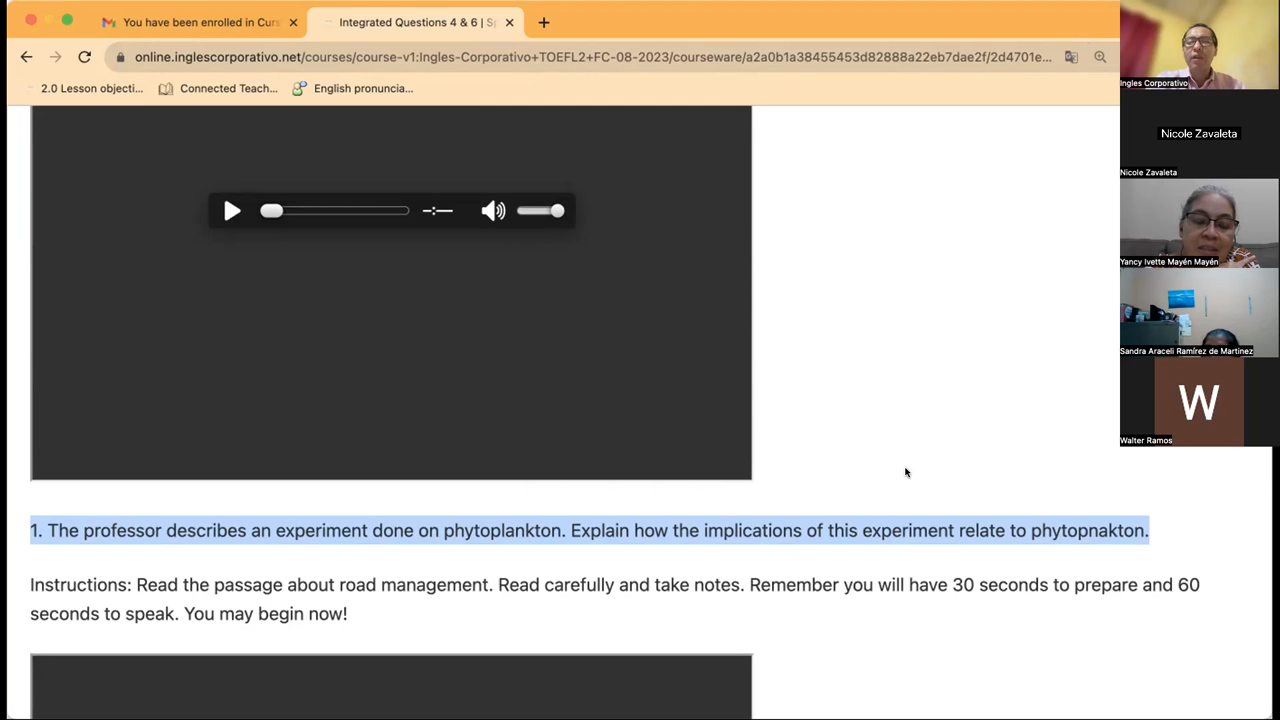 You have been enrolled in Curs
Integrated Questions 4 & 6 | Sp
online.inglescorporativo.net/courses/course-v1:Ingles-Corporativo+TOEFL2+FC-08-2023/courseware/a2a0b1a38455453d82888a22eb7dae2f/2d4701e...
2.0 Lesson objecti...
Connected Teach...
English pronuncia...
Ingles Corporativo
Nicole Zavaleta
Nicole Zavaleta
Yancy Ivette Mayén Mayén
Sandra Araceli Ramírez de Martinez
W
Walter Ramos
1. The professor describes an experiment done on phytoplankton. Explain how the implications of this experiment relate to phytopnakton.
Instructions: Read the passage about road management. Read carefully and take notes. Remember you will have 30 seconds to prepare and 60
seconds to speak. You may begin now!